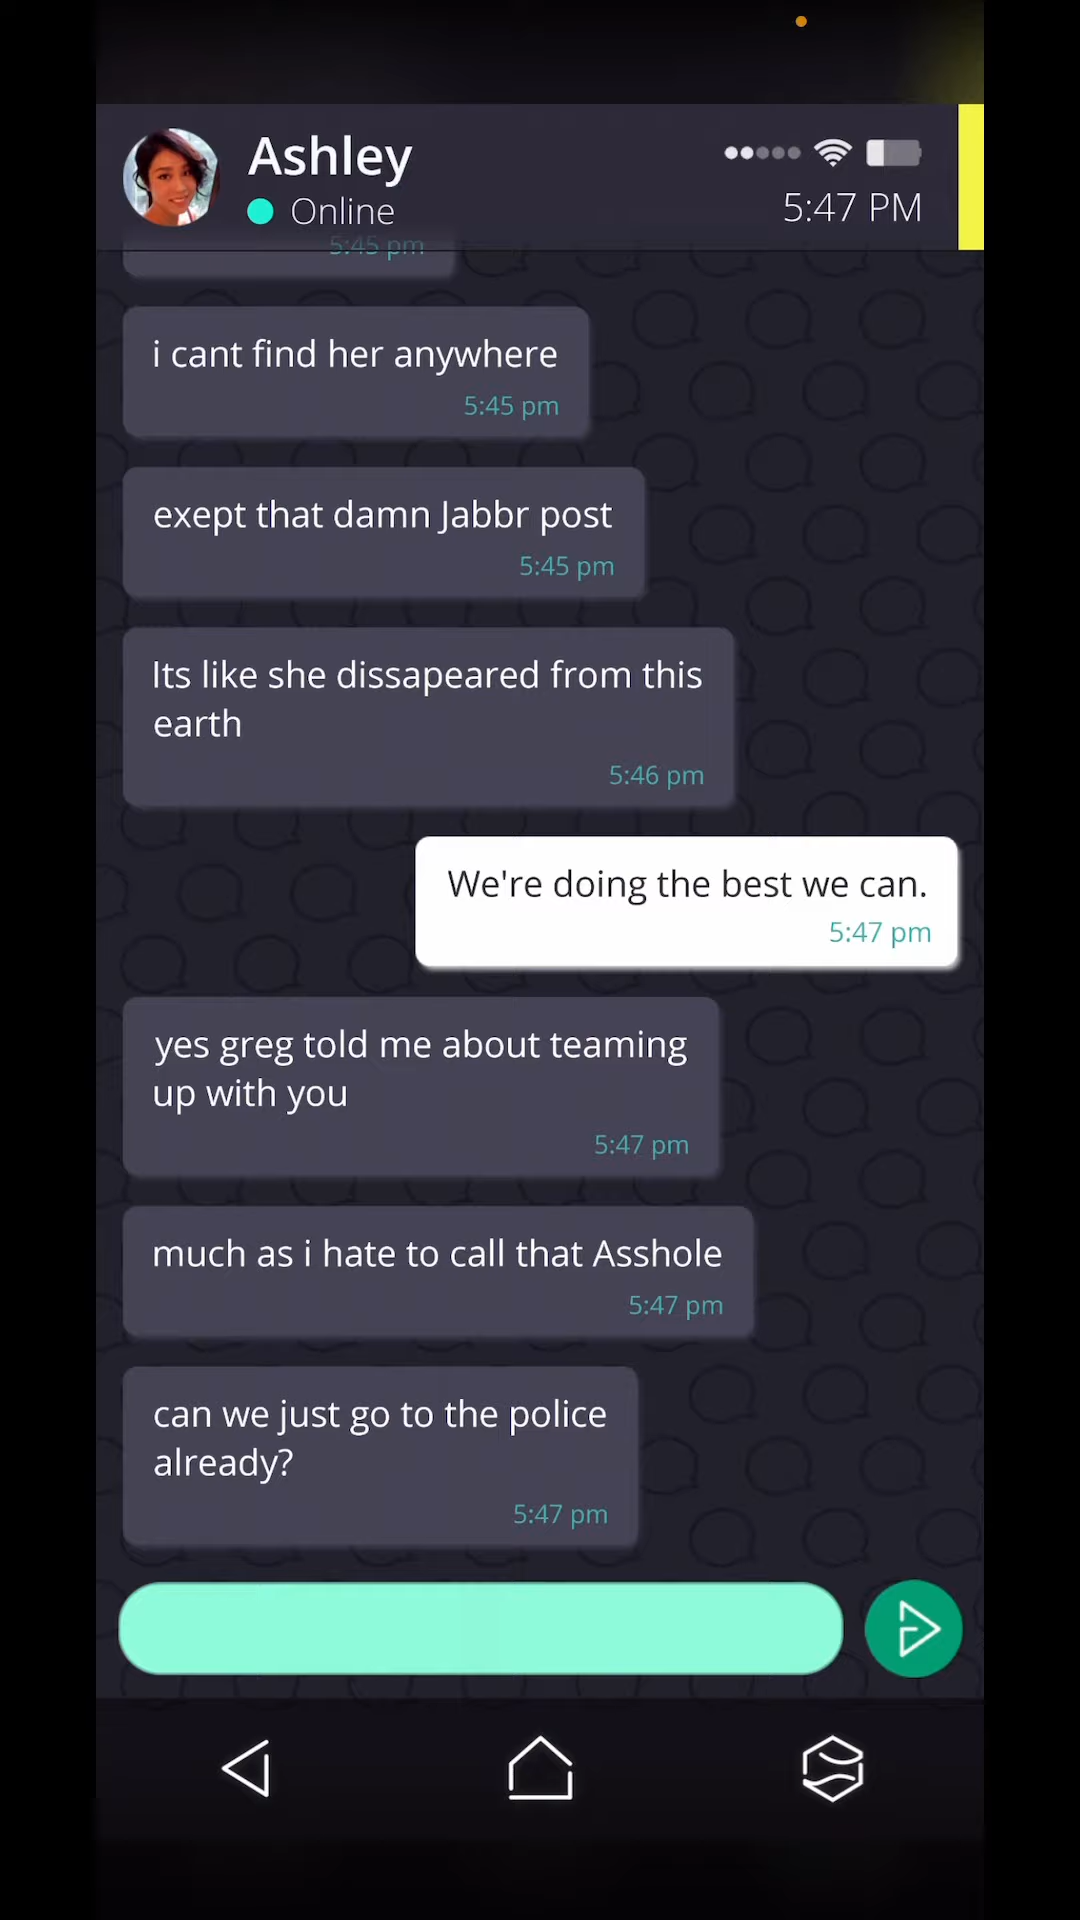 Ashley
Online
5:47 PM
5:45 pm
i cant find her anywhere
5:45 pm
exept that damn Jabbr post
5:45 pm
Its like she dissapeared from this
earth
5:46 pm
We're doing the best we can.
5:47 pm
yes greg told me about teaming
up with you
5:47 pm
much as i hate to call that Asshole
5:47 pm
can we just go to the police
already?
5:47 pm